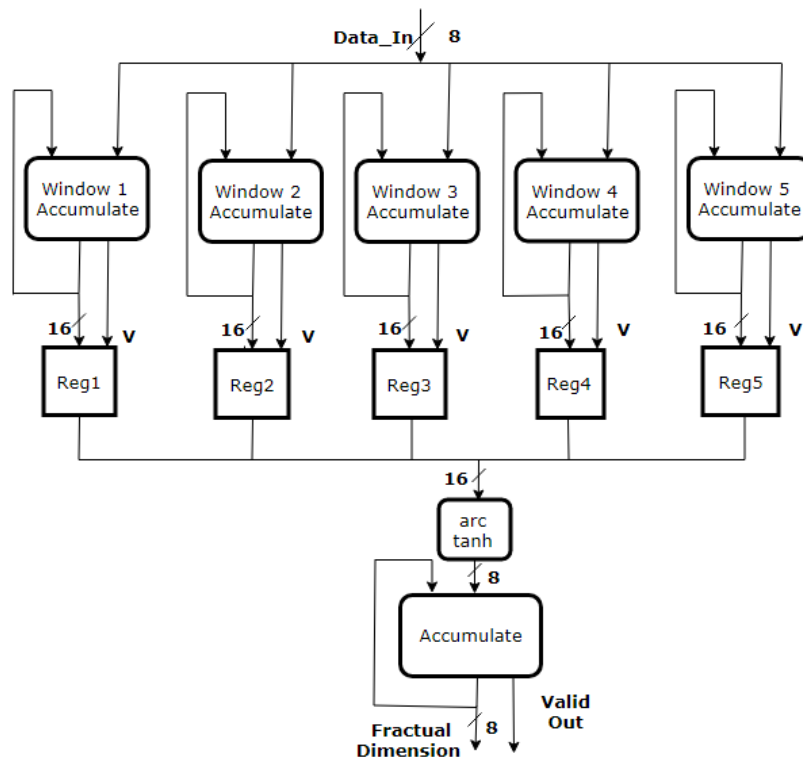 Data_In 8
Window 1
Accumulate
Window 2
Accumulate
Window 3
Accumulate
Window 4
Accumulate
Window 5
Accumulate
16 V
16 V
16 V
16 V
16 V
Reg1
Reg2
Reg3
Reg4
Reg5
16
arc
tanh
8
Accumulate
Fractual
Dimension
8
Valid
Out